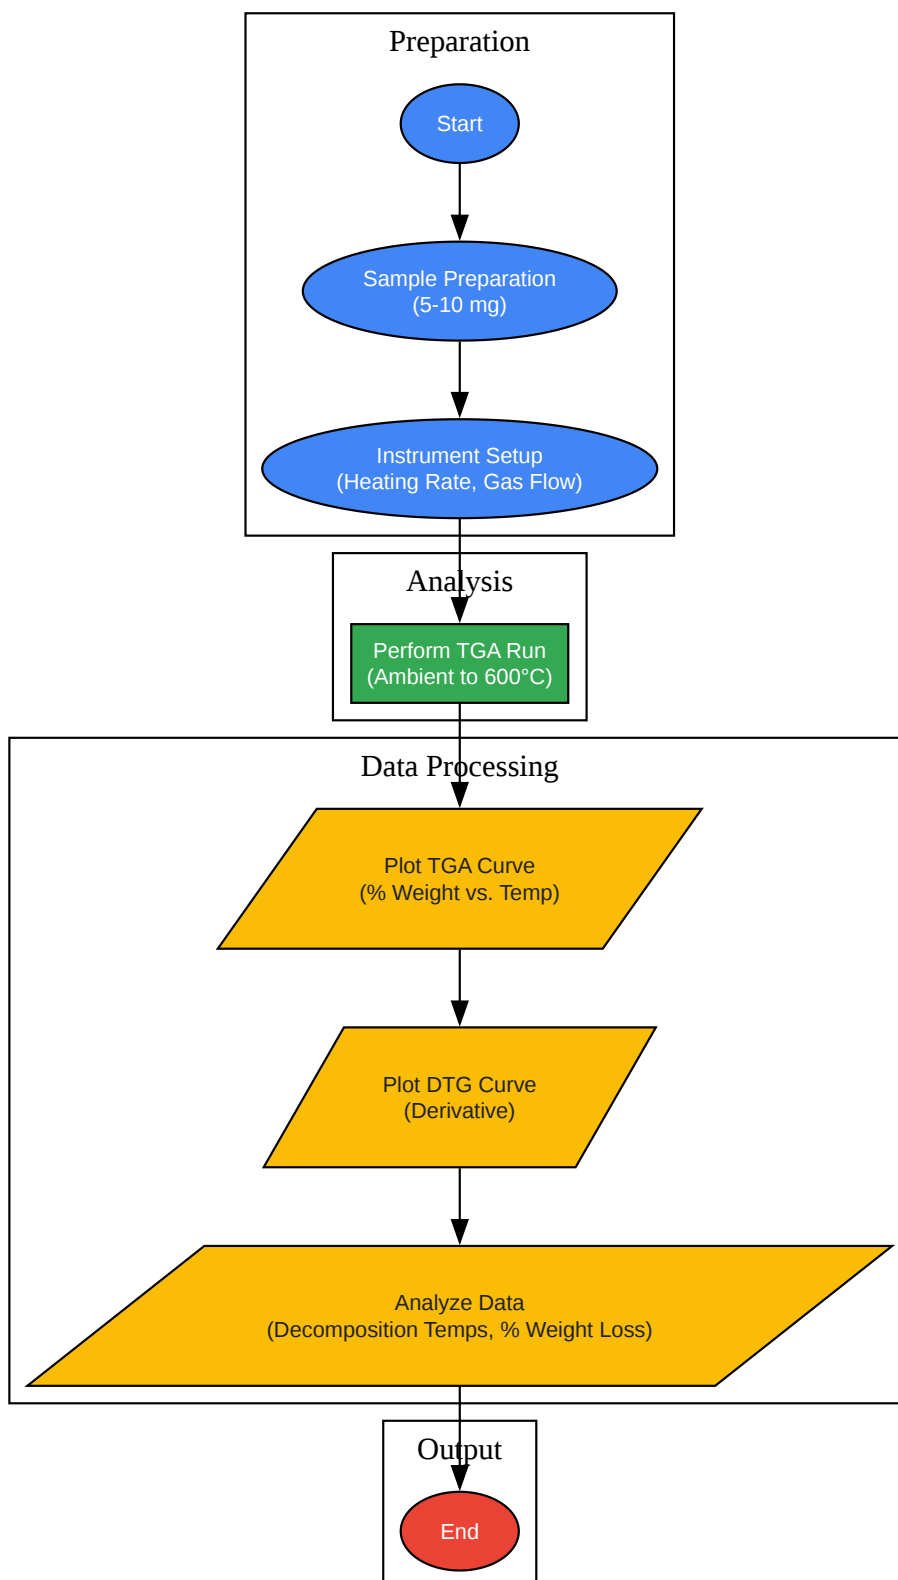 Preparation
Start
Sample Preparation
(5-10 mg)
Instrument Setup
(Heating Rate, Gas Flow)
Analysis
Perform TGA Run
(Ambient to 600°C)
Data Processing
Plot TGA Curve
(% Weight vs. Temp)
Plot DTG Curve
(Derivative)
Analyze Data
(Decomposition Temps, % Weight Loss)
Output
End